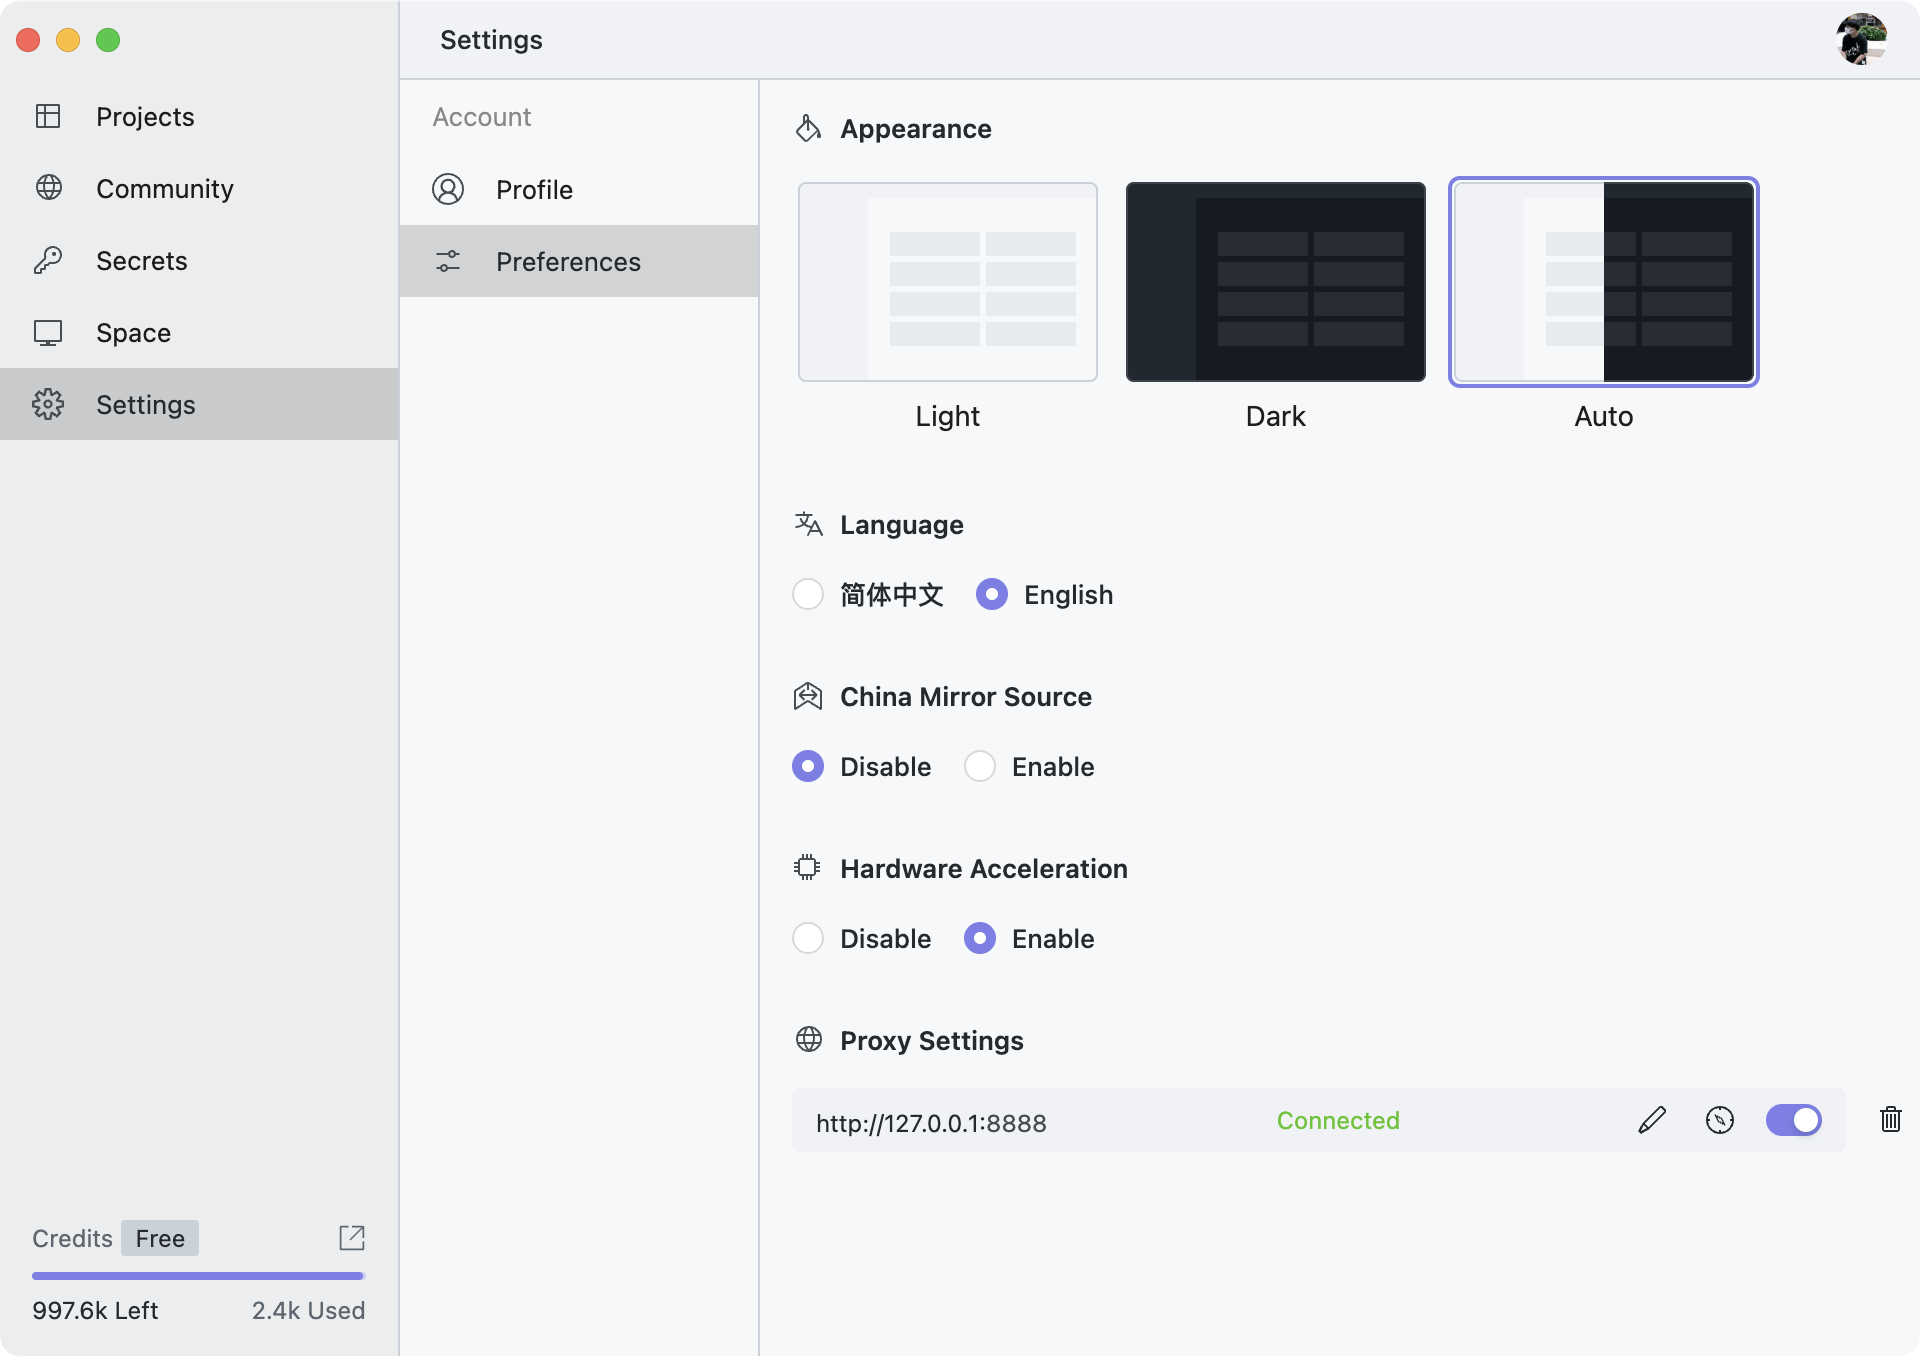 Settings
Projects
Community
Secrets
Space
Settings
Credits Free
997.6k Left 2.4k Used
Account
Profile
Preferences
Appearance
Light Dark Auto
Language
简体中文 English
China Mirror Source
Disable Enable
Hardware Acceleration
Disable Enable
Proxy Settings
http://127.0.0.1:8888 Connected